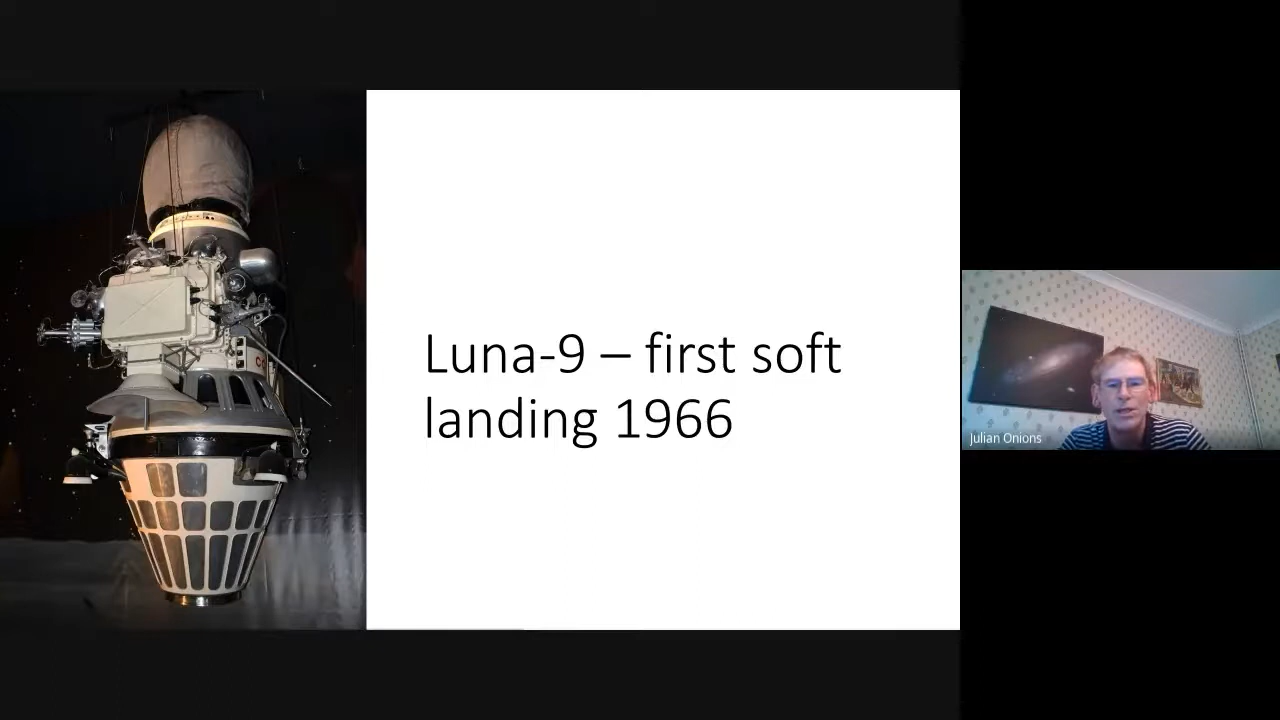 Luna-9 – first soft
landing 1966
Julian Onions